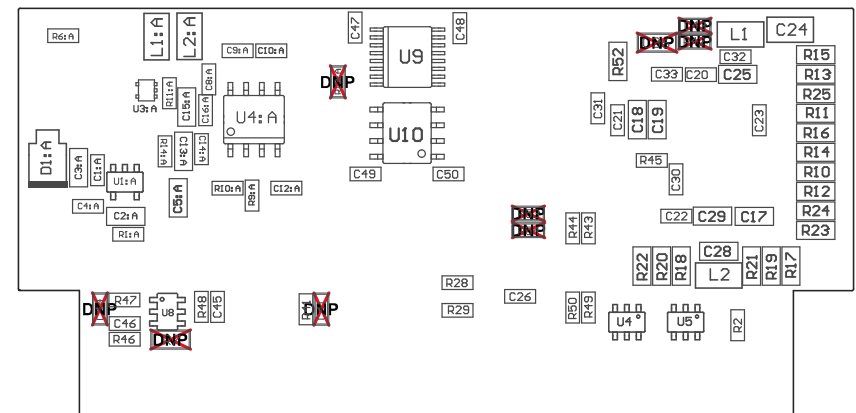 R6:A
L1:A
L2:A
C9:A
C10:A
C47
C48
U9
DNP
DNP
DNP
DNP
L1
C24
R52
C32
C33
C20
C25
R15
R13
R25
R11
R16
R14
R10
R12
R24
R23
U3:A
R11:A
C15:A
C8:A
C16:A
U4:A
U10
C31
C21
C18
C19
C23
D1:A
C3:A
C1:A
U1:A
R14:A
C13:A
C14:A
C49
C50
R45
C30
C4:A
C2:A
C5:A
R10:A
R9:A
C12:A
R1:A
DNP
DNP
R44
R43
C22
C29
C17
C28
R22
R20
R18
L2
R21
R19
R17
R28
R29
C26
DNP
R47
C46
R46
U8
DNP
R48
C45
DNP
R50
R49
U4
U5
R2